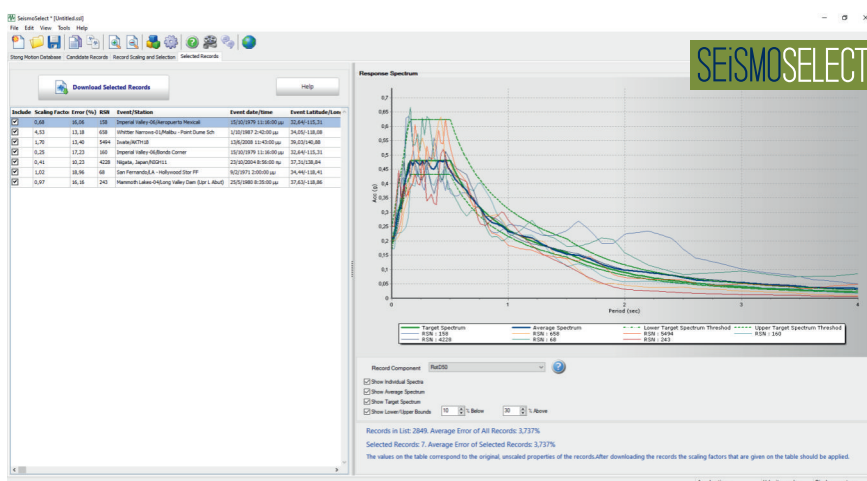 SeismoSelect * [Untitled.ssl]
File Edit View Tools Help
SEiSMOSELECT
Strong Motion Database Candidate Records Record Scaling and Selection Selected Records
Download Selected Records
Help
Include Scaling Facto Error (%) RSN Event/Station Event date/time Event Latitude/Lon
0,68 16,06 158 Imperial Valley-06/Aeropuerto Mexicali 15/10/1979 11:16:00 μμ 32,64/-115,31
4,53 13,18 658 Whittier Narrows-01/Malibu - Point Dume Sch 1/10/1987 2:42:00 μμ 34,05/-118,08
1,70 13,40 5494 Iwate/AKTH18 13/6/2008 11:43:00 μμ 39,03/140,88
0,25 17,23 160 Imperial Valley-06/Bonds Corner 15/10/1979 11:16:00 μμ 32,64/-115,31
0,41 10,23 4228 Niigata, Japan/NIGH11 23/10/2004 8:56:00 πμ 37,31/138,84
1,02 18,96 68 San Fernando/LA - Hollywood Stor FF 9/2/1971 2:00:00 μμ 34,44/-118,41
0,97 16,16 243 Mammoth Lakes-04/Long Valley Dam (Upr L Abut) 25/5/1980 8:35:00 μμ 37,63/-118,86
Response Spectrum
0,7
0,65
0,6
0,55
0,5
0,45
0,4
0,35
0,3
0,25
0,2
0,15
0,1
0,05
0
Acc (g)
0 1 2 3 4
Period (sec)
Target Spectrum Average Spectrum Lower Target Spectrum Threshold Upper Target Spectrum Threshold
RSN : 158 RSN : 658 RSN : 5494 RSN : 160
RSN : 4228 RSN : 68 RSN : 243
Record Component RotD50
Show Individual Spectra
Show Average Spectrum
Show Target Spectrum
Show Lower/Upper Bounds 10 % Below 30 % Above
Records in List: 2849. Average Error of All Records: 3,737%
Selected Records: 7. Average Error of Selected Records: 3,737%
The values on the table correspond to the original, unscaled properties of the records.After downloading the records the scaling factors that are given on the table should be applied.